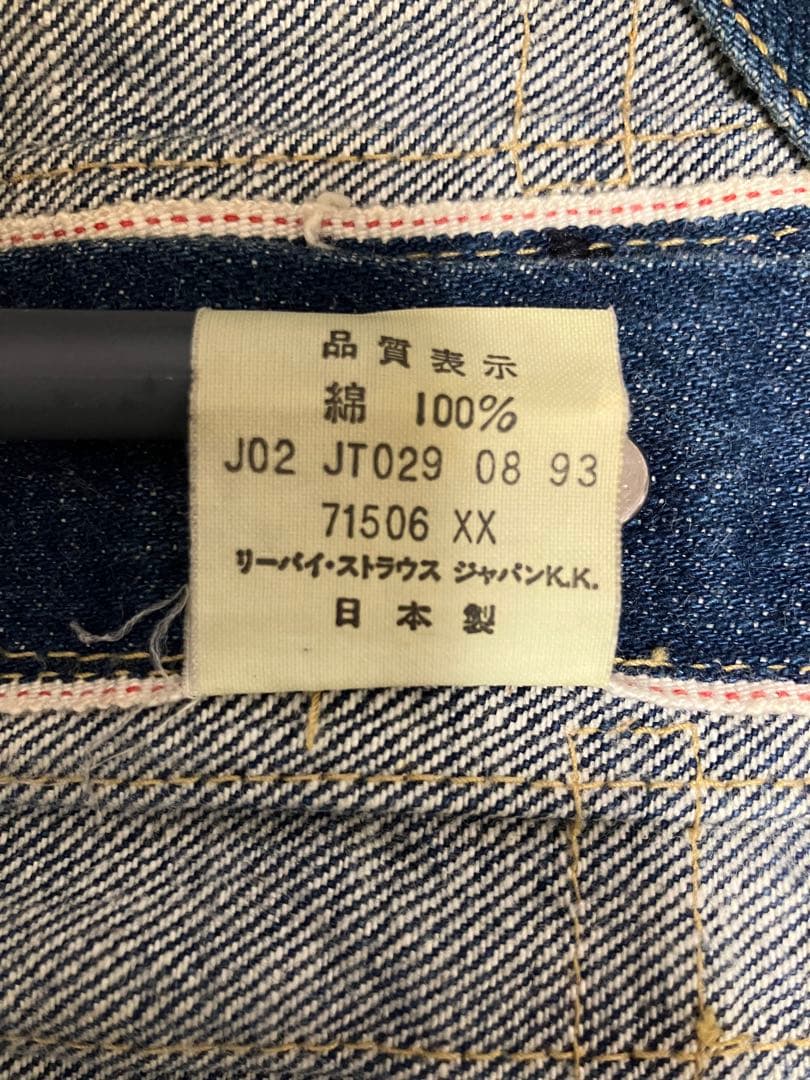 品質表示
綿 100%
J02 JT029 08 93
71506 XX
リーバイ・ストラウス ジャパンK.K.
日本製